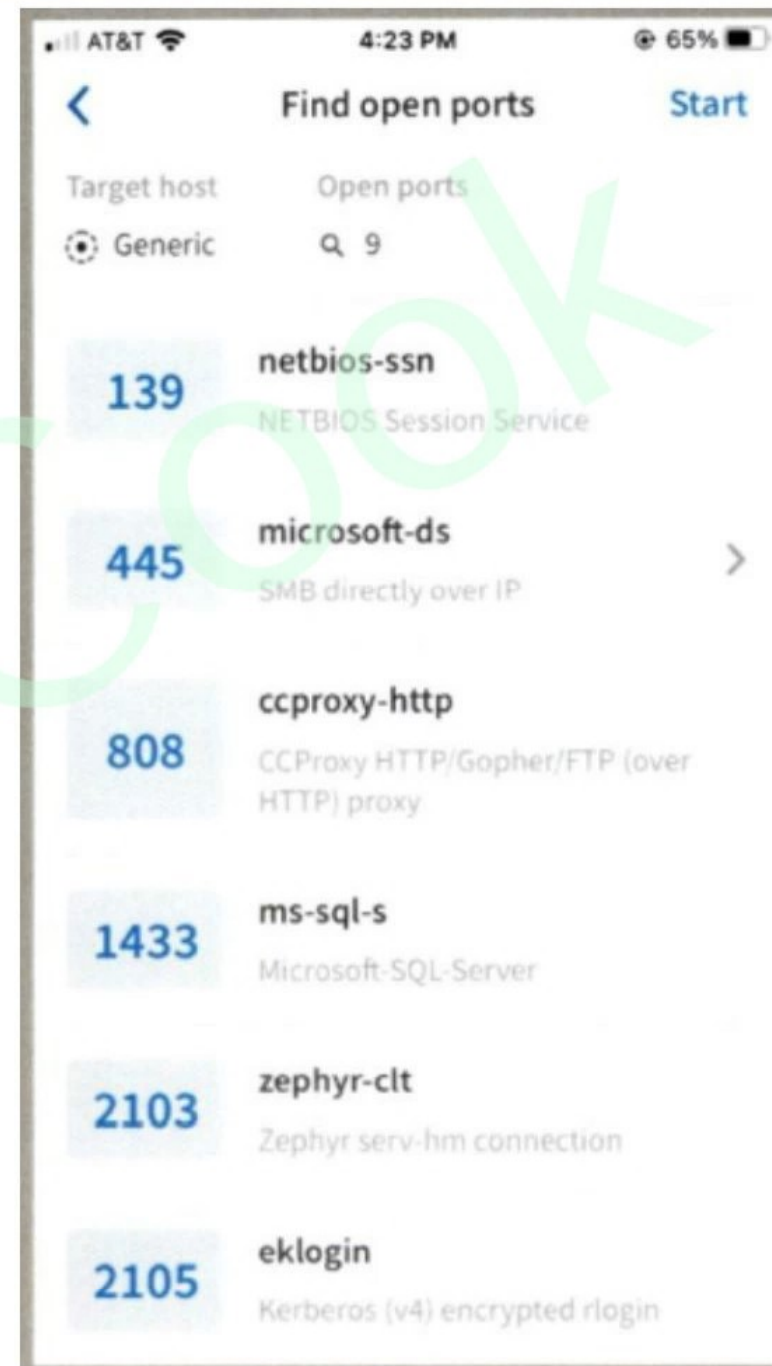 AT&T 4:23 PM 65%
Find open ports Start
Target host Open ports
Generic 9
139 netbios-ssn
NETBIOS Session Service
445 microsoft-ds
SMB directly over IP
808 ccproxy-http
CCProxy HTTP/Gopher/FTP (over
HTTP) proxy
1433 ms-sql-s
Microsoft-SQL-Server
2103 zephyr-clt
Zephyr serv-hm connection
2105 eklogin
Kerberos (v4) encrypted rlogin
Cook